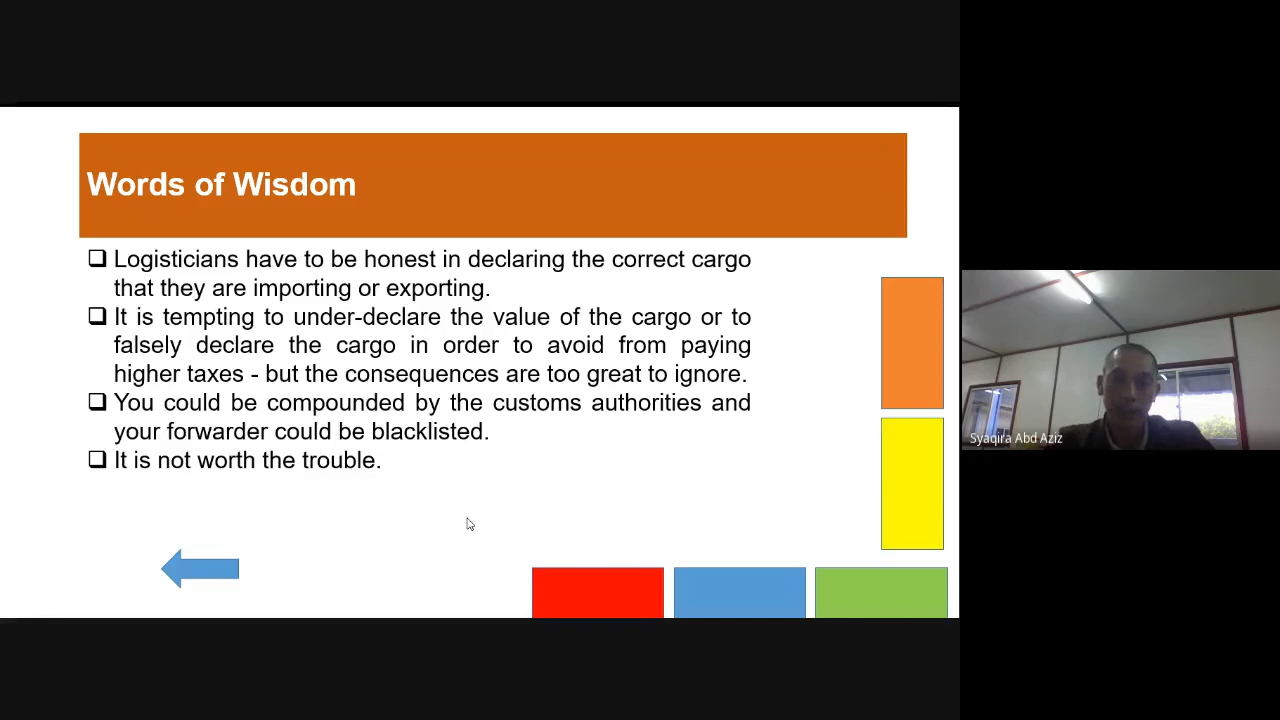 Words of Wisdom
Logisticians have to be honest in declaring the correct cargo
that they are importing or exporting.
It is tempting to under-declare the value of the cargo or to
falsely declare the cargo in order to avoid from paying
higher taxes - but the consequences are too great to ignore.
You could be compounded by the customs authorities and
your forwarder could be blacklisted.
It is not worth the trouble.
Syaqira Abd Aziz